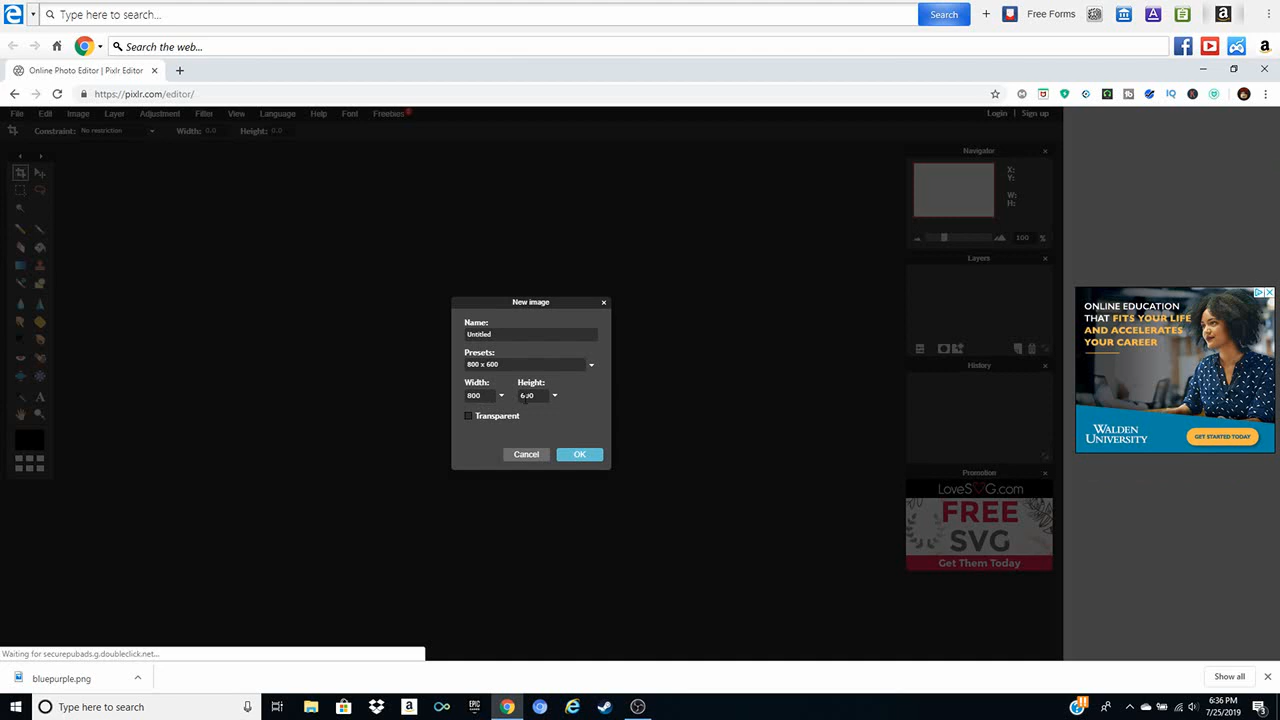 Type here to search...
Search
Free Forms
Search the web...
Online Photo Editor | Pixlr Editor
https://pixlr.com/editor/
IQ
File Edit Image Layer Adjustment Filter View Language Help Font Freebies
Login | Sign up
Constraint: No restriction Width: 0.0 Height: 0.0
Navigator
X:
Y:
W:
H:
100 %
Layers
History
Promotion
LoveSVG.com
FREE
SVG
Get Them Today
New image
Name:
Untitled
Presets:
800 x 600
Width: Height:
800 600
Transparent
Cancel OK
ONLINE EDUCATION
THAT FITS YOUR LIFE
AND ACCELERATES
YOUR CAREER
WALDEN
UNIVERSITY
GET STARTED TODAY
Waiting for securepubads.g.doubleclick.net...
bluepurple.png
Show all
Type here to search
6:36 PM
7/25/2019